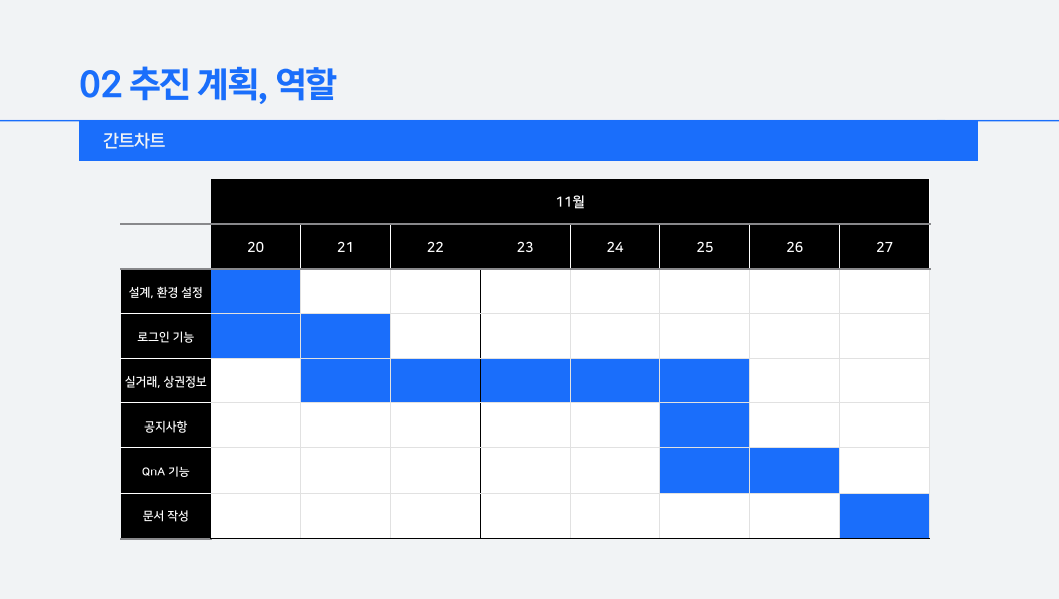 02 추진 계획, 역할
간트차트
11월
20 21 22 23 24 25 26 27
설계, 환경 설정
로그인 기능
실거래, 상권정보
공지사항
QnA 기능
문서 작성